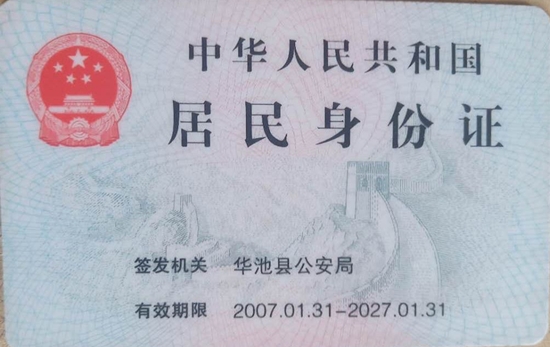 中华人民共和国
居民身份证
签发机关 华池县公安局
有效期限 2007.01.31-2027.01.31